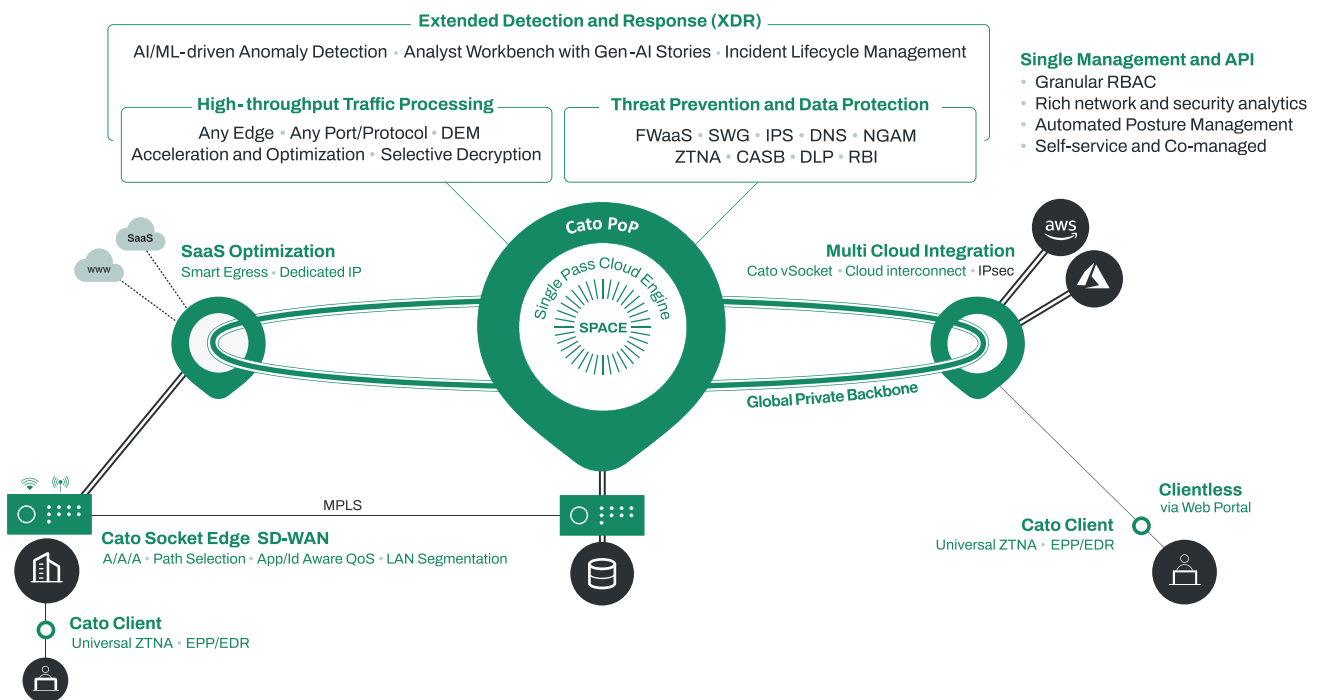 Extended Detection and Response (XDR)
AI/ML-driven Anomaly Detection • Analyst Workbench with Gen-AI Stories • Incident Lifecycle Management
High-throughput Traffic Processing
Any Edge • Any Port/Protocol • DEM
Acceleration and Optimization • Selective Decryption
Threat Prevention and Data Protection
FWaaS • SWG • IPS • DNS • NGAM
ZTNA • CASB • DLP • RBI
Single Management and API
• Granular RBAC
• Rich network and security analytics
• Automated Posture Management
• Self-service and Co-managed
SaaS
www
SaaS Optimization
Smart Egress • Dedicated IP
Cato PoP
Single Pass Cloud Engine
SPACE
Multi Cloud Integration
Cato vSocket • Cloud interconnect • IPsec
aws
Global Private Backbone
MPLS
Cato Socket Edge SD-WAN
A/A/A • Path Selection • App/Id Aware QoS • LAN Segmentation
Cato Client
Universal ZTNA • EPP/EDR
Clientless
via Web Portal
Cato Client
Universal ZTNA • EPP/EDR